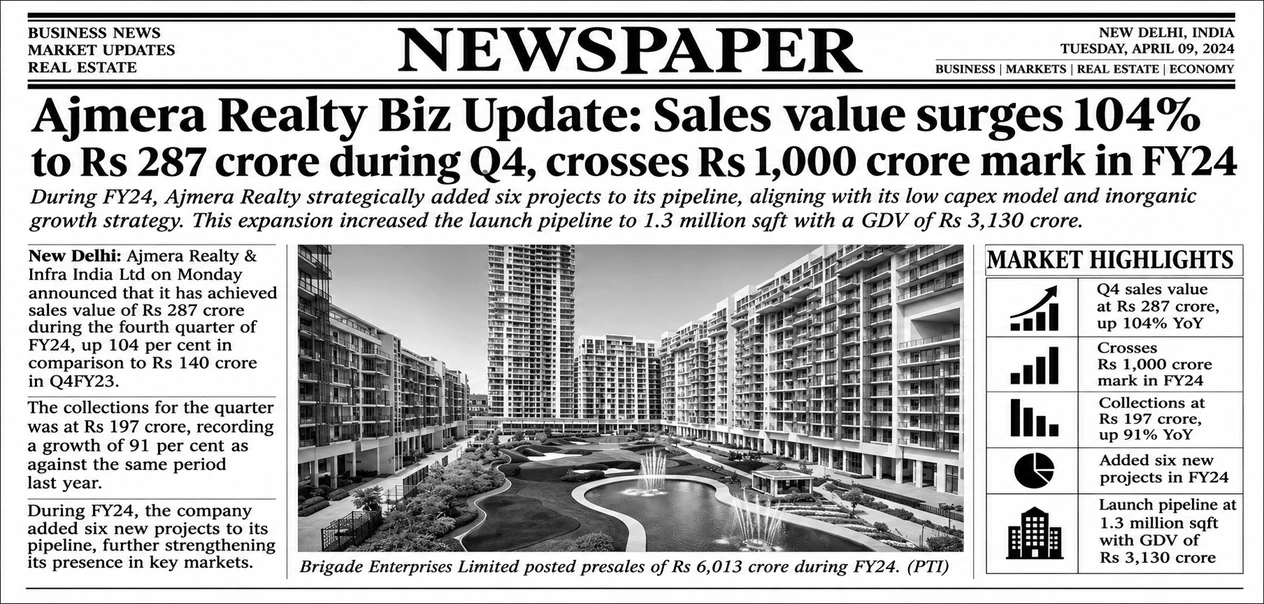 BUSINESS NEWS
MARKET UPDATES
REAL ESTATE
NEWSPAPER
NEW DELHI, INDIA
TUESDAY, APRIL 09, 2024
BUSINESS | MARKETS | REAL ESTATE | ECONOMY
Ajmera Realty Biz Update: Sales value surges 104%
to Rs 287 crore during Q4, crosses Rs 1,000 crore mark in FY24
During FY24, Ajmera Realty strategically added six projects to its pipeline, aligning with its low capex model and inorganic
growth strategy. This expansion increased the launch pipeline to 1.3 million sqft with a GDV of Rs 3,130 crore.
New Delhi: Ajmera Realty &
Infra India Ltd on Monday
announced that it has achieved
sales value of Rs 287 crore
during the fourth quarter of
FY24, up 104 per cent in
comparison to Rs 140 crore
in Q4FY23.
The collections for the quarter
was at Rs 197 crore, recording
a growth of 91 per cent as
against the same period
last year.
During FY24, the company
added six new projects to its
pipeline, further strengthening
its presence in key markets.
Brigade Enterprises Limited posted presales of Rs 6,013 crore during FY24. (PTI)
MARKET HIGHLIGHTS
Q4 sales value
at Rs 287 crore,
up 104% YoY
Crosses
Rs 1,000 crore
mark in FY24
Collections at
Rs 197 crore,
up 91% YoY
Added six new
projects in FY24
Launch pipeline at
1.3 million sqft
with GDV of
Rs 3,130 crore